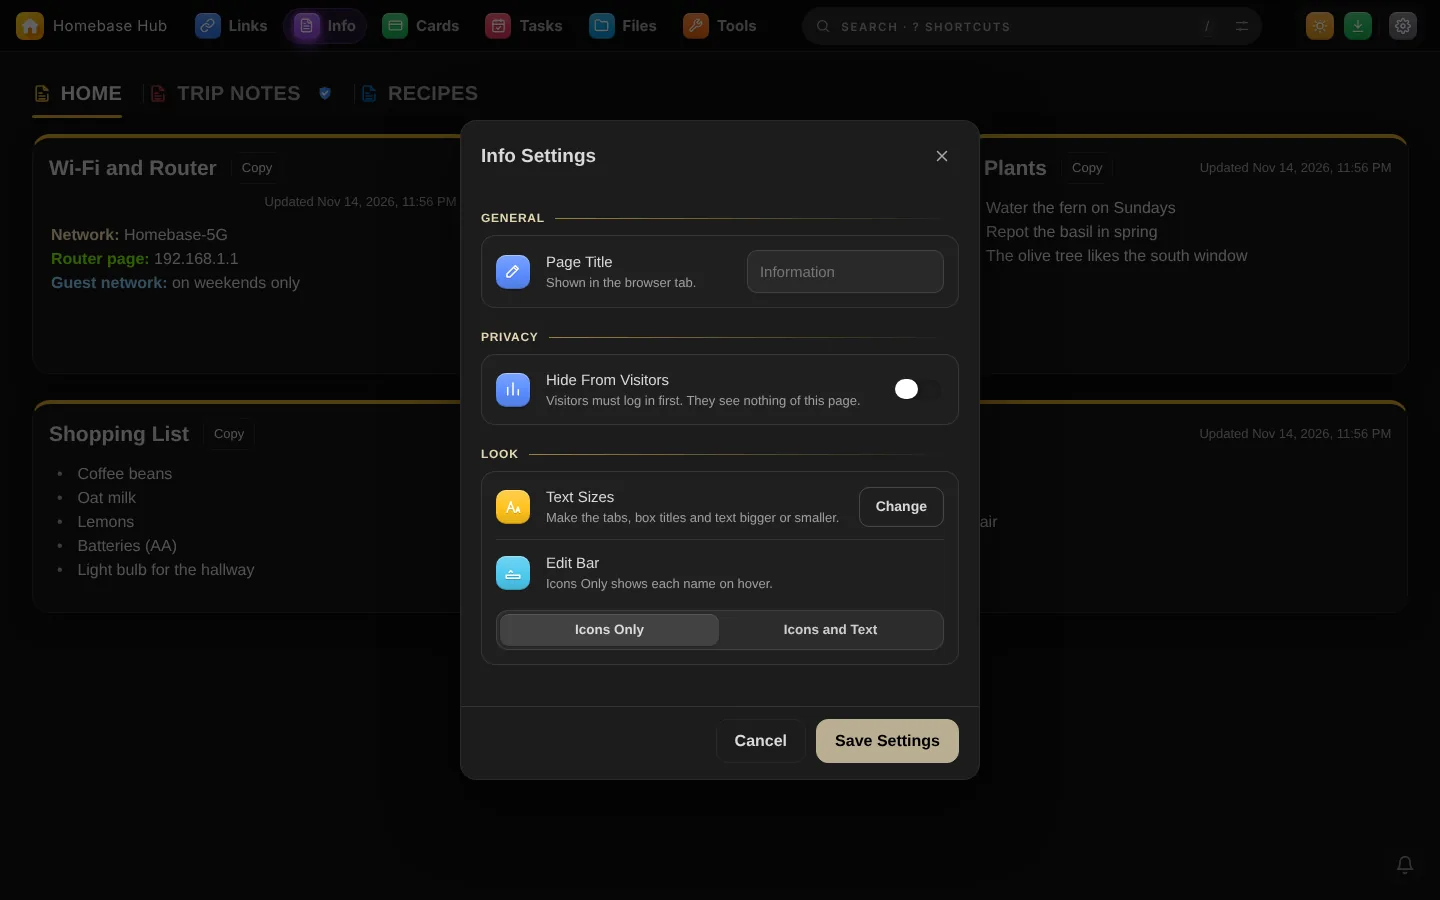 Homebase Hub
Links
Info
Cards
Tasks
Files
Tools
SEARCH · ? SHORTCUTS
/
HOME
TRIP NOTES
RECIPES
Wi-Fi and Router
Copy
Updated Nov 14, 2026, 11:56 PM
Network: Homebase-5G
Router page: 192.168.1.1
Guest network: on weekends only
Plants
Copy
Updated Nov 14, 2026, 11:56 PM
Water the fern on Sundays
Repot the basil in spring
The olive tree likes the south window
Shopping List
Copy
• Coffee beans
• Oat milk
• Lemons
• Batteries (AA)
• Light bulb for the hallway
Updated Nov 14, 2026, 11:56 PM
air
Info Settings
GENERAL
Page Title
Shown in the browser tab.
Information
PRIVACY
Hide From Visitors
Visitors must log in first. They see nothing of this page.
LOOK
Text Sizes
Make the tabs, box titles and text bigger or smaller.
Change
Edit Bar
Icons Only shows each name on hover.
Icons Only
Icons and Text
Cancel
Save Settings